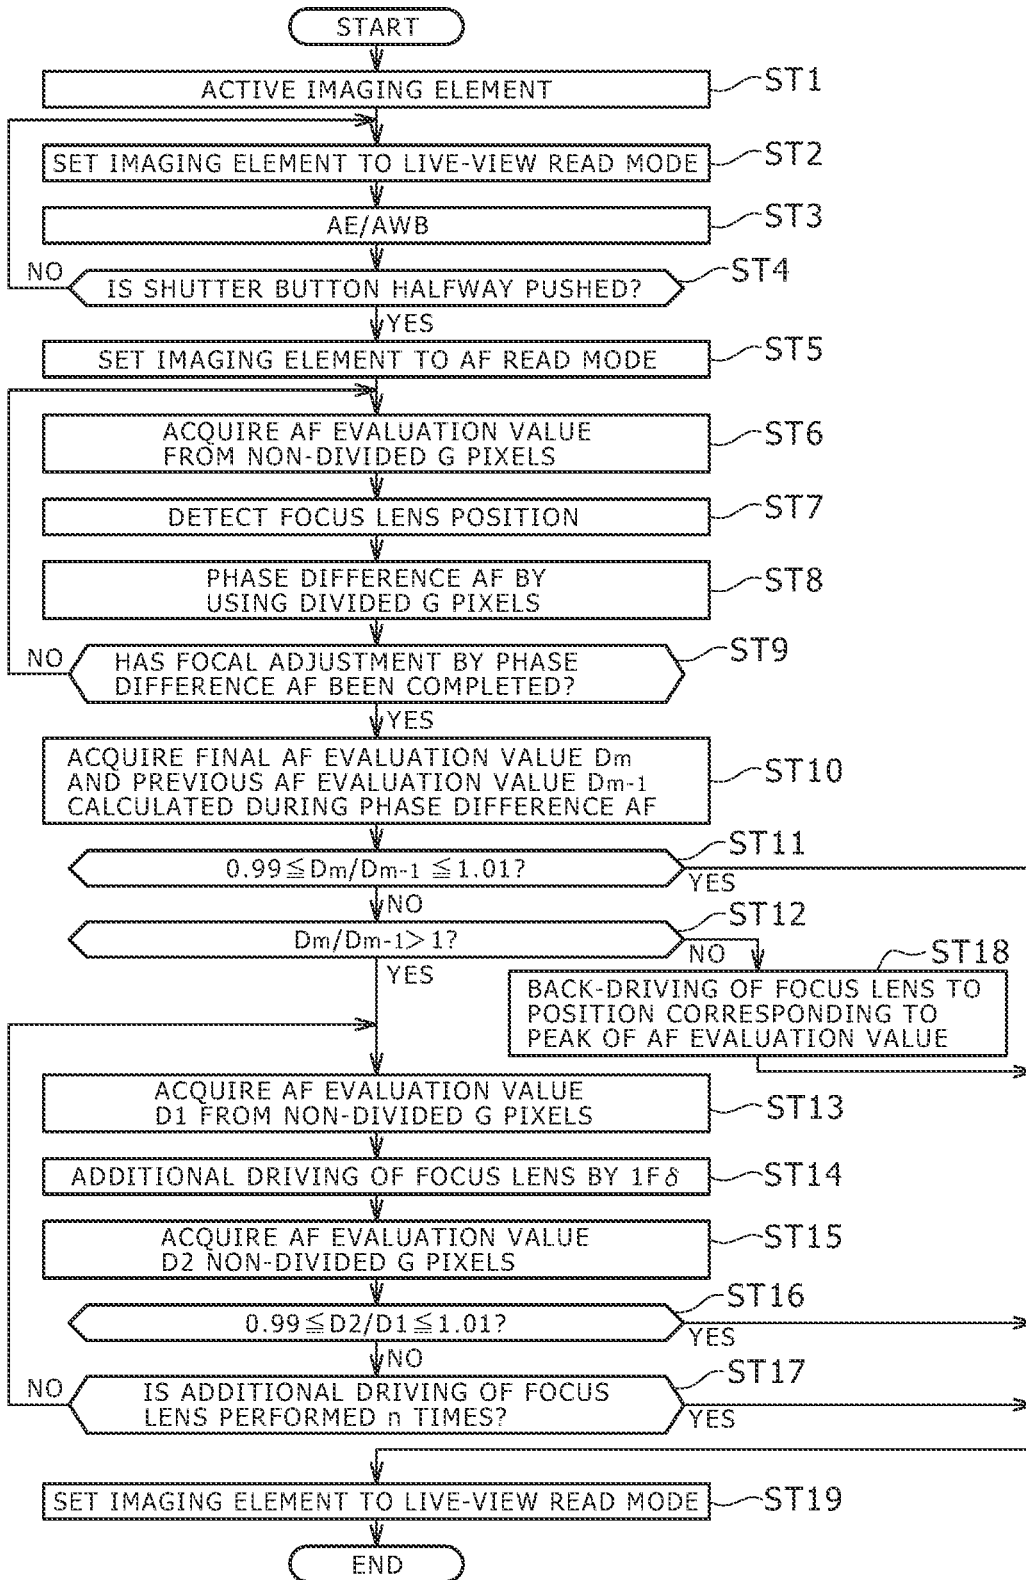 START
ACTIVE IMAGING ELEMENT
ST1
SET IMAGING ELEMENT TO LIVE-VIEW READ MODE
ST2
AE/AWB
ST3
NO
IS SHUTTER BUTTON HALFWAY PUSHED?
ST4
YES
SET IMAGING ELEMENT TO AF READ MODE
ST5
ACQUIRE AF EVALUATION VALUE
FROM NON-DIVIDED G PIXELS
ST6
DETECT FOCUS LENS POSITION
ST7
PHASE DIFFERENCE AF BY
USING DIVIDED G PIXELS
ST8
NO
HAS FOCAL ADJUSTMENT BY PHASE
DIFFERENCE AF BEEN COMPLETED?
ST9
YES
ACQUIRE FINAL AF EVALUATION VALUE Dm
AND PREVIOUS AF EVALUATION VALUE Dm-1
CALCULATED DURING PHASE DIFFERENCE AF
ST10
0.99≦Dm/Dm-1 ≦1.01?
ST11
YES
NO
Dm/Dm-1>1?
ST12
NO
YES
ST18
BACK-DRIVING OF FOCUS LENS TO
POSITION CORRESPONDING TO
PEAK OF AF EVALUATION VALUE
ACQUIRE AF EVALUATION VALUE
D1 FROM NON-DIVIDED G PIXELS
ST13
ADDITIONAL DRIVING OF FOCUS LENS BY 1Fδ
ST14
ACQUIRE AF EVALUATION VALUE
D2 NON-DIVIDED G PIXELS
ST15
0.99≦D2/D1≦1.01?
ST16
YES
NO
NO
IS ADDITIONAL DRIVING OF FOCUS
LENS PERFORMED n TIMES?
ST17
YES
SET IMAGING ELEMENT TO LIVE-VIEW READ MODE
ST19
END